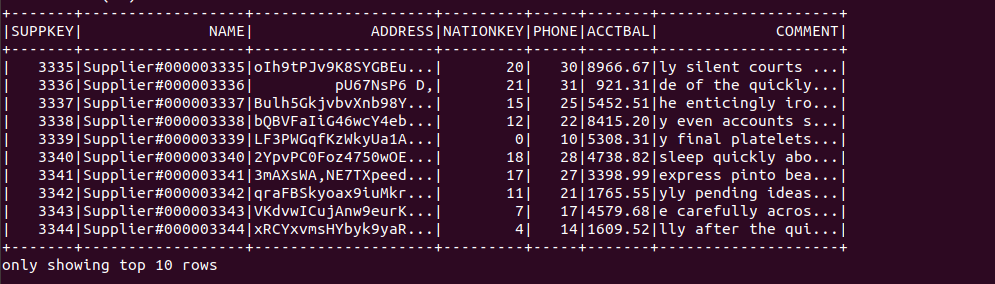 +-------+------------------+--------------------+---------+-----+-------+--------------------+
|SUPPKEY|              NAME|             ADDRESS|NATIONKEY|PHONE|ACCTBAL|             COMMENT|
+-------+------------------+--------------------+---------+-----+-------+--------------------+
|   3335|Supplier#000003335|oIh9tPJv9K8SYGBEu...|       20|   30|8966.67|ly silent courts ...|
|   3336|Supplier#000003336|          pU67NsP6 D,|       21|   31| 921.31|de of the quickly...|
|   3337|Supplier#000003337|Bulh5GkjvbvXnb98Y...|       15|   25|5452.51|he enticingly iro...|
|   3338|Supplier#000003338|bQBVFaIiG46wcY4eb...|       12|   22|8415.20|y even accounts s...|
|   3339|Supplier#000003339|LF3PWGqfKzWkyUa1A...|        0|   10|5308.31|y final platelets...|
|   3340|Supplier#000003340|2YpvPC0Foz4750wOE...|       18|   28|4738.82| sleep quickly abo...|
|   3341|Supplier#000003341|3mAXsWA,NE7TXpeed...|       17|   27|3398.99| express pinto bea...|
|   3342|Supplier#000003342|qraFBSkyoax9iuMkr...|       11|   21|1765.55|yly pending ideas...|
|   3343|Supplier#000003343|VKdvwICujAnw9eurK...|        7|   17|4579.68|e carefully acros...|
|   3344|Supplier#000003344|xRCYxvmsHYbyk9yaR...|        4|   14|1609.52|lly after the qui...|
+-------+------------------+--------------------+---------+-----+-------+--------------------+
only showing top 10 rows